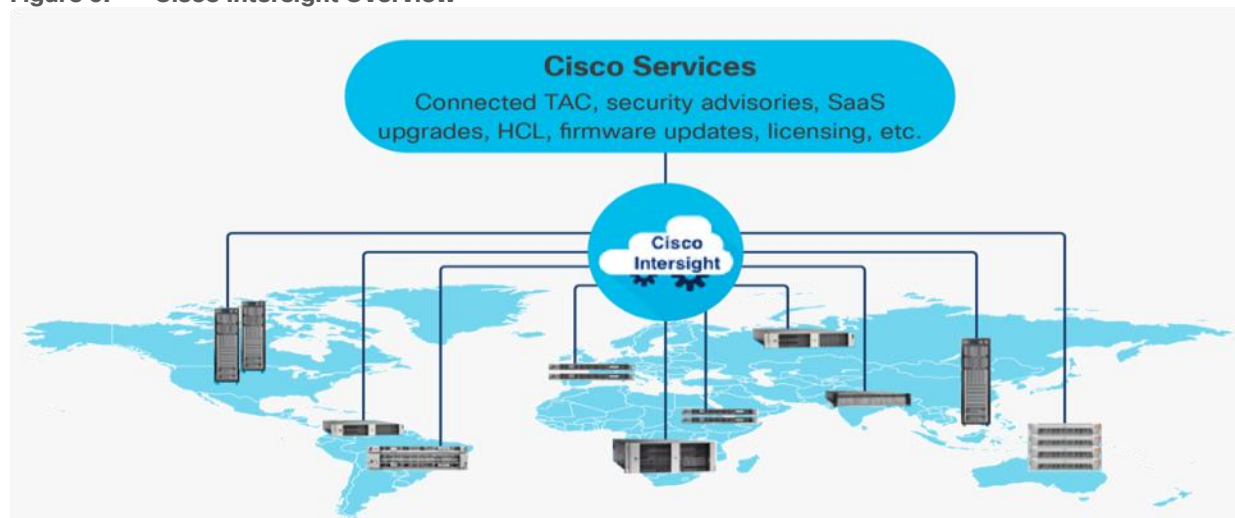 Cisco Services
Connected TAC, security advisories, SaaS
upgrades, HCL, firmware updates, licensing, etc.
Cisco
Intersight